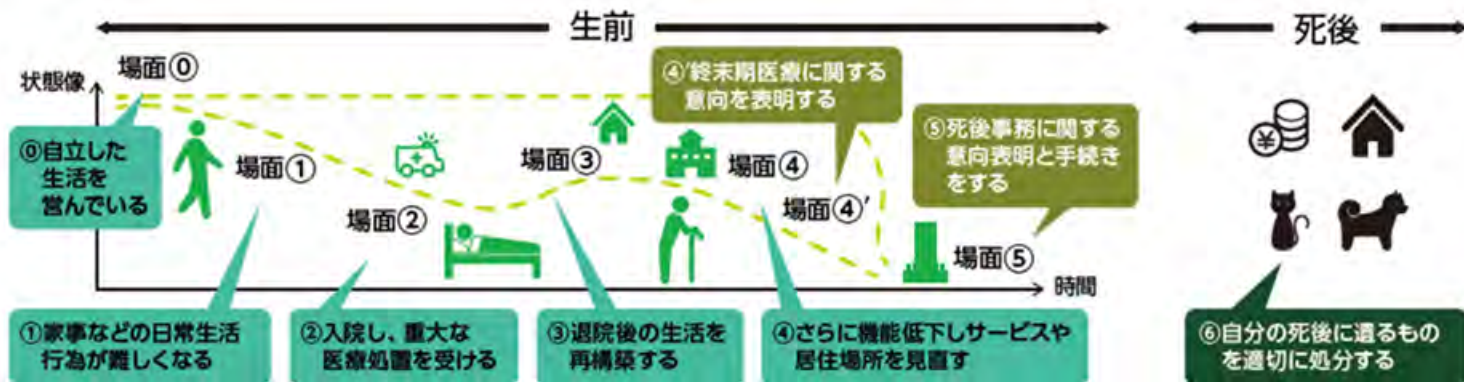 生前
死後
状態像
場面⓪
④'終末期医療に関する
意向を表明する
⓪自立した
生活を
営んでいる
場面①
場面③
場面④
⑤死後事務に関する
意向表明と手続き
をする
¥
場面②
場面④'
場面⑤
時間
①家事などの日常生活
行為が難しくなる
②入院し、重大な
医療処置を受ける
③退院後の生活を
再構築する
④さらに機能低下しサービスや
居住場所を見直す
⑥自分の死後に遺るもの
を適切に処分する